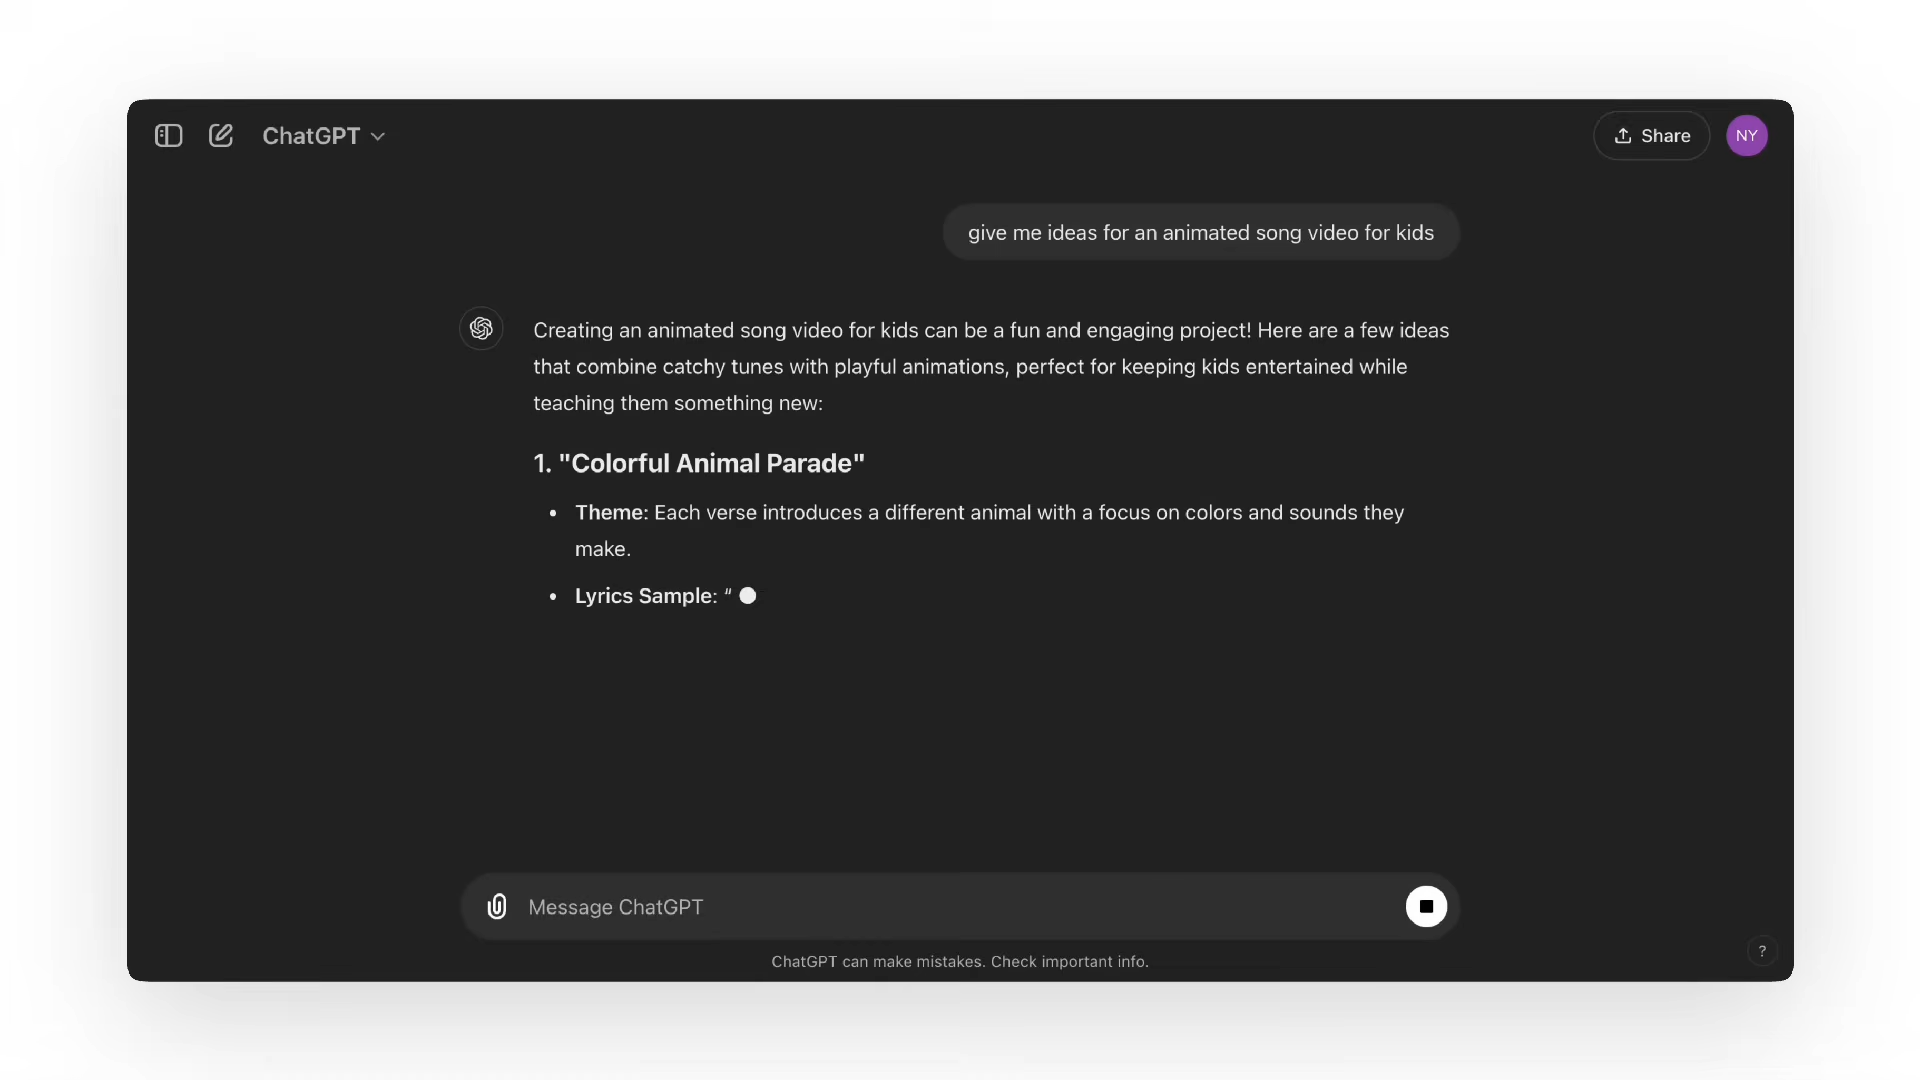 ChatGPT
Share
NY
give me ideas for an animated song video for kids
Creating an animated song video for kids can be a fun and engaging project! Here are a few ideas
that combine catchy tunes with playful animations, perfect for keeping kids entertained while
teaching them something new:
1. "Colorful Animal Parade"
• Theme: Each verse introduces a different animal with a focus on colors and sounds they
make.
• Lyrics Sample: “
Message ChatGPT
ChatGPT can make mistakes. Check important info.
?